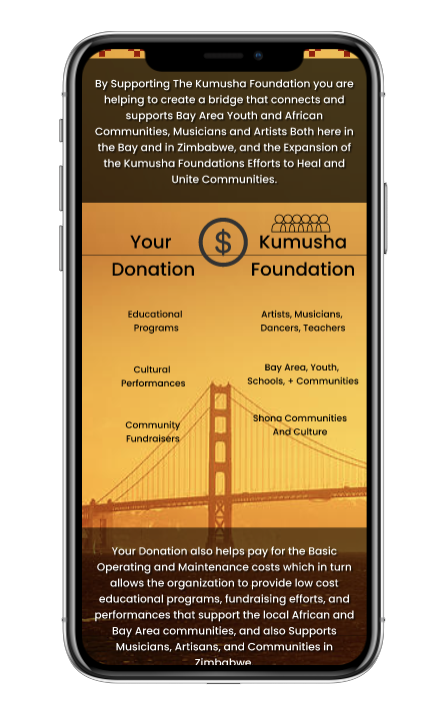 By Supporting The Kumusha Foundation you are
helping to create a bridge that connects and
supports Bay Area Youth and African
Communities, Musicians and Artists Both here in
the Bay and in Zimbabwe, and the Expansion of
the Kumusha Foundations Efforts to Heal and
Unite Communities.
Your
Donation
$
Kumusha
Foundation
Educational
Programs
Artists, Musicians,
Dancers, Teachers
Cultural
Performances
Bay Area, Youth,
Schools, + Communities
Community
Fundraisers
Shona Communities
And Culture
Your Donation also helps pay for the Basic
Operating and Maintenance costs which in turn
allows the organization to provide low cost
educational programs, fundraising efforts, and
performances that support the local African and
Bay Area communities, and also Supports
Musicians, Artisans, and Communities in
Zimbabwe